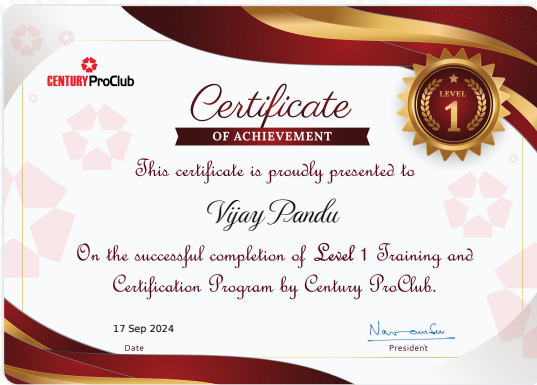 CENTURY ProClub
Certificate
OF ACHIEVEMENT
LEVEL
1
This certificate is proudly presented to
Vijay Pandu
On the successful completion of Level 1 Training and
Certification Program by Century ProClub.
17 Sep 2024
Date
President